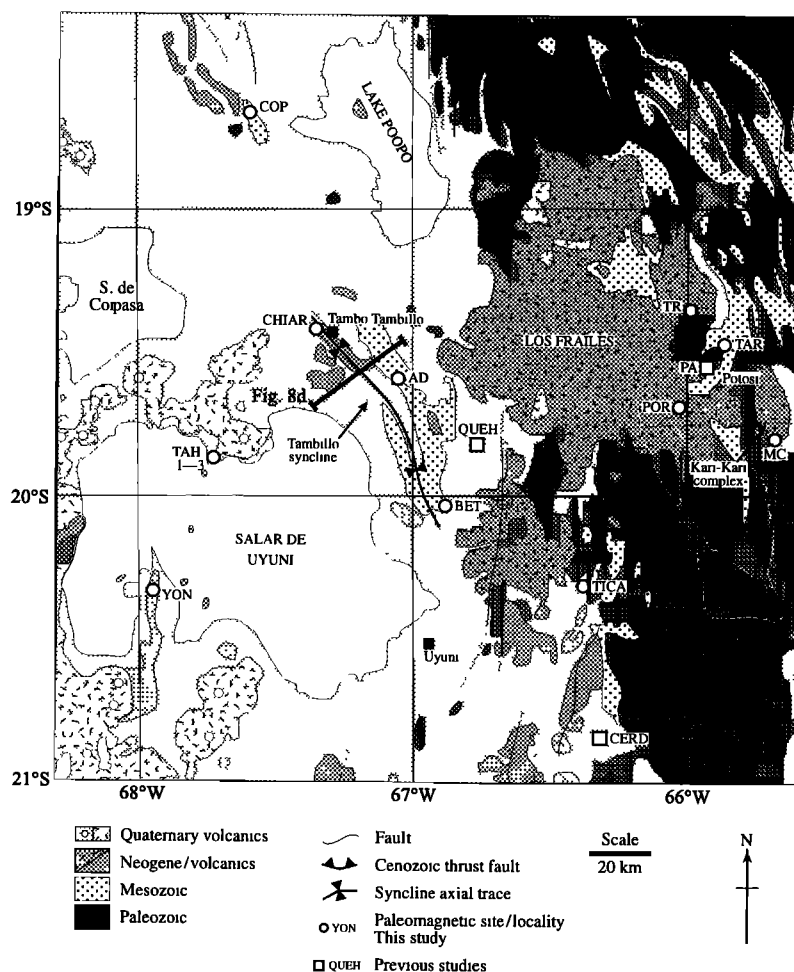 COP
LAKE POOPO
19°S
S. de
Coipasa
CHIAR
Tambo Tambillo
TR
LOS FRAILES
TAR
PA
Potosi
AD
Fig. 8d
POR
QUEH
Tambillo
syncline
TAH
1—3
MC
Kari-Kari
complex
20°S
BET
SALAR DE
UYUNI
YON
TICA
Uyuni
CERD
21°S
68°W
67°W
66°W
Quaternary volcanics
Neogene/volcanics
Mesozoic
Paleozoic
Fault
Cenozoic thrust fault
Syncline axial trace
YON Paleomagnetic site/locality
This study
QUEH Previous studies
Scale
20 km
N